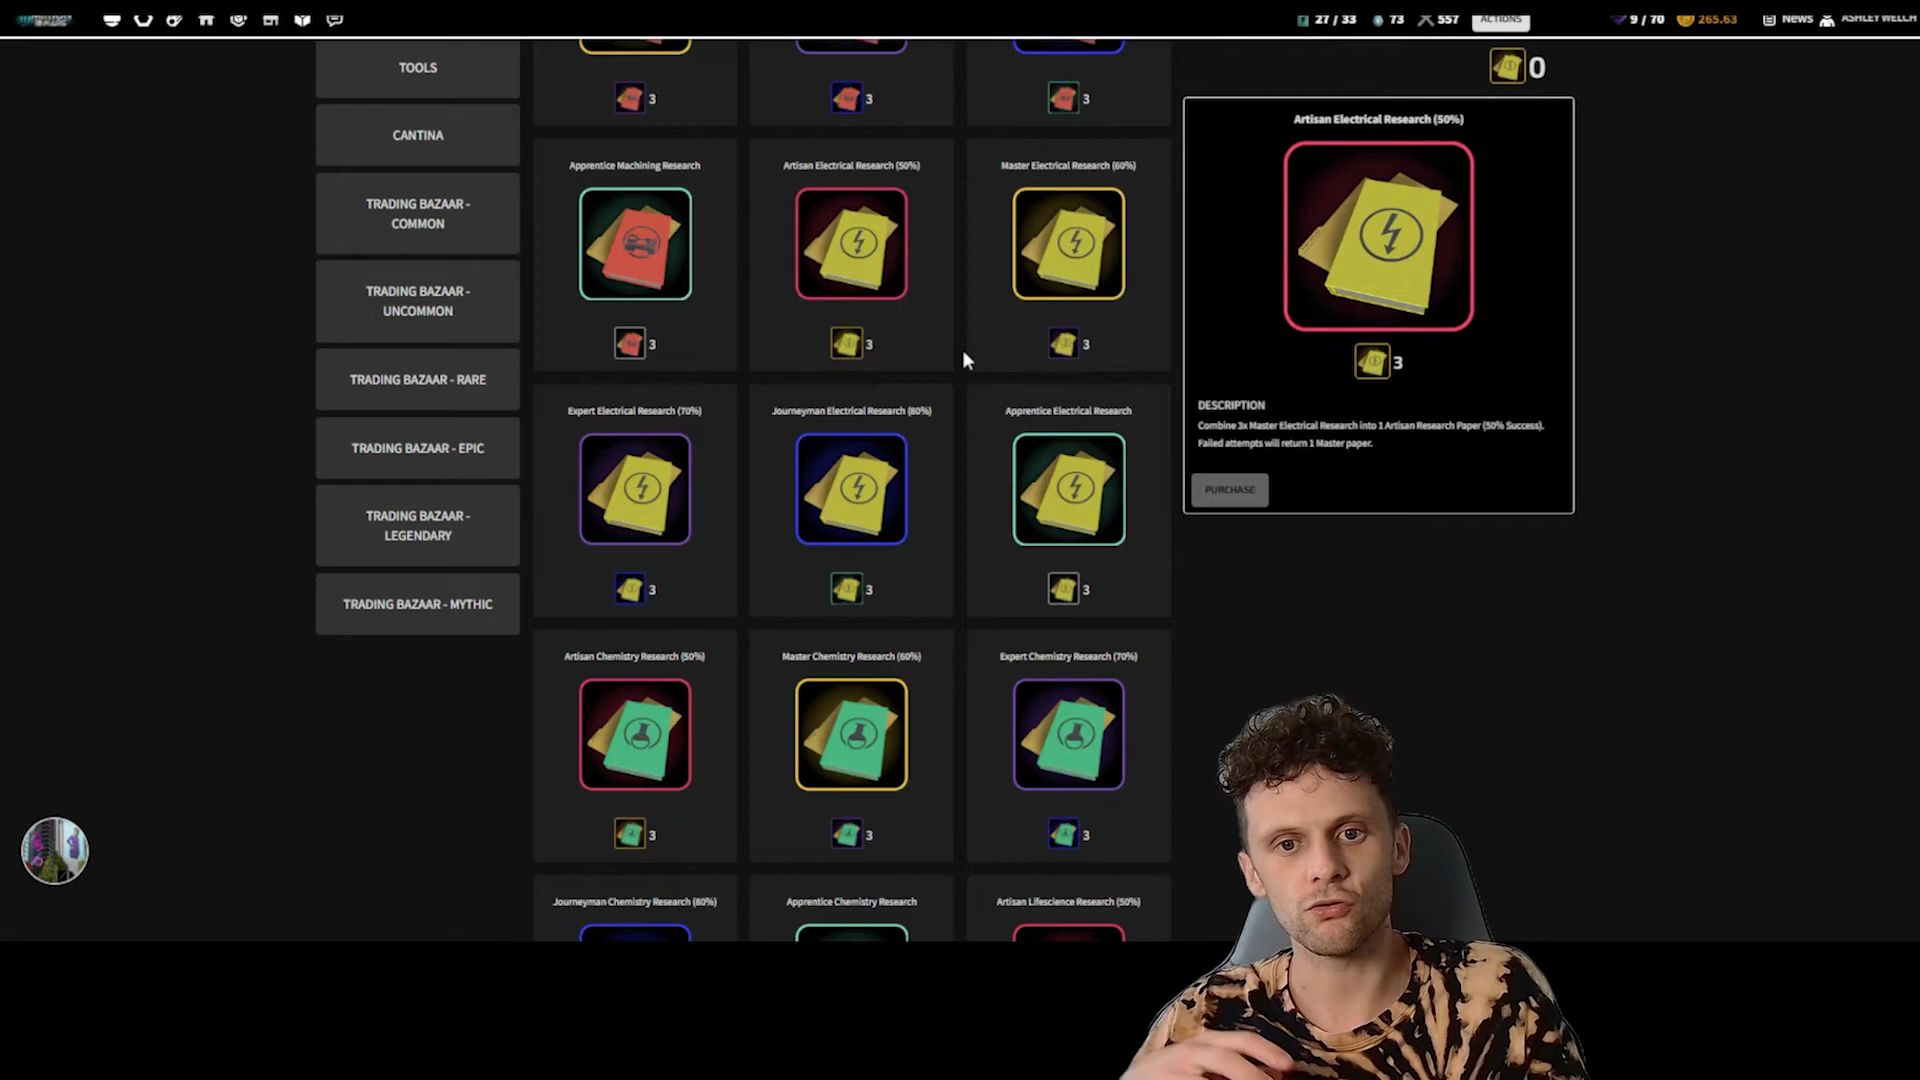 27 / 33
73
557
ACTIONS
9 / 70
265.63
News
ASHLEY WELCH
TOOLS
CANTINA
TRADING BAZAAR -
COMMON
TRADING BAZAAR -
UNCOMMON
TRADING BAZAAR - RARE
TRADING BAZAAR - EPIC
TRADING BAZAAR -
LEGENDARY
TRADING BAZAAR - MYTHIC
3
3
3
Apprentice Machining Research
Artisan Electrical Research (50%)
Master Electrical Research (60%)
3
3
3
Expert Electrical Research (70%)
Journeyman Electrical Research (80%)
Apprentice Electrical Research
3
3
3
Artisan Chemistry Research (50%)
Master Chemistry Research (60%)
Expert Chemistry Research (70%)
3
3
3
Journeyman Chemistry Research (80%)
Apprentice Chemistry Research
Artisan Lifescience Research (50%)
0
Artisan Electrical Research (50%)
3
DESCRIPTION
Combine 3x Master Electrical Research into 1 Artisan Research Paper (50% Success).
Failed attempts will return 1 Master paper.
PURCHASE